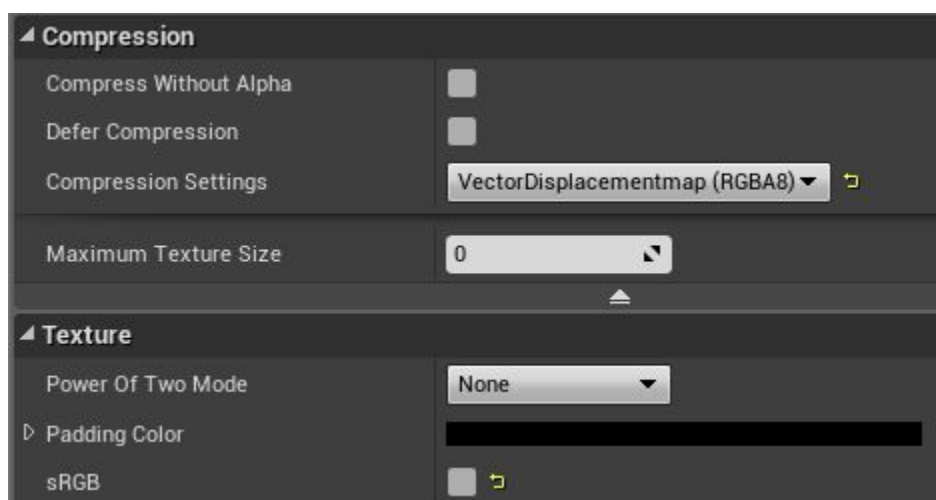 Compression
Compress Without Alpha
Defer Compression
Compression Settings VectorDisplacementmap (RGBA8)
Maximum Texture Size 0
Texture
Power Of Two Mode None
Padding Color
sRGB